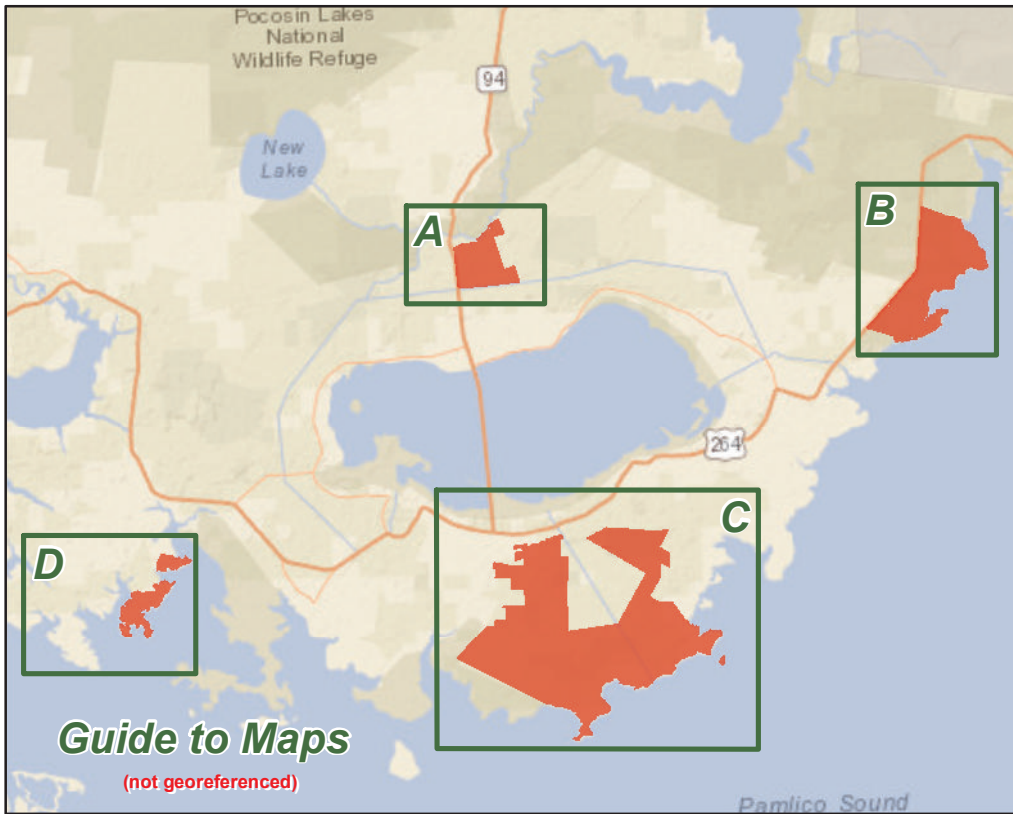 Pocosin Lakes
National
Wildlife Refuge
94
New
Lake
A
B
264
C
D
Guide to Maps
(not georeferenced)
Pamlico Sound